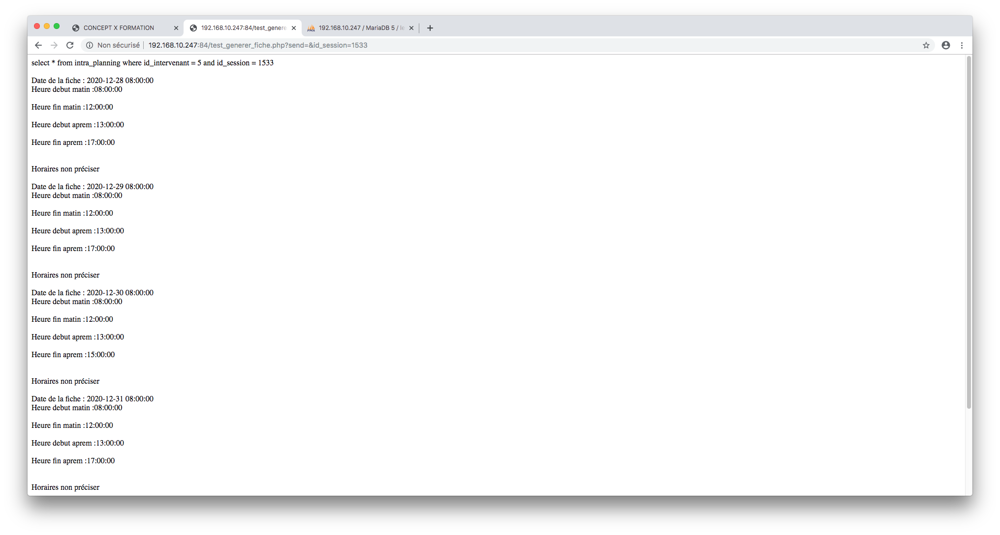 CONCEPT X FORMATION
192.168.10.247:84/test_genere
192.168.10.247 / MariaDB 5 / le
Non sécurisé
192.168.10.247:84/test_generer_fiche.php?send=&id_session=1533
select * from intra_planning where id_intervenant = 5 and id_session = 1533
Date de la fiche : 2020-12-28 08:00:00
Heure debut matin :08:00:00
Heure fin matin :12:00:00
Heure debut aprem :13:00:00
Heure fin aprem :17:00:00
Horaires non préciser
Date de la fiche : 2020-12-29 08:00:00
Heure debut matin :08:00:00
Heure fin matin :12:00:00
Heure debut aprem :13:00:00
Heure fin aprem :17:00:00
Horaires non préciser
Date de la fiche : 2020-12-30 08:00:00
Heure debut matin :08:00:00
Heure fin matin :12:00:00
Heure debut aprem :13:00:00
Heure fin aprem :15:00:00
Horaires non préciser
Date de la fiche : 2020-12-31 08:00:00
Heure debut matin :08:00:00
Heure fin matin :12:00:00
Heure debut aprem :13:00:00
Heure fin aprem :17:00:00
Horaires non préciser